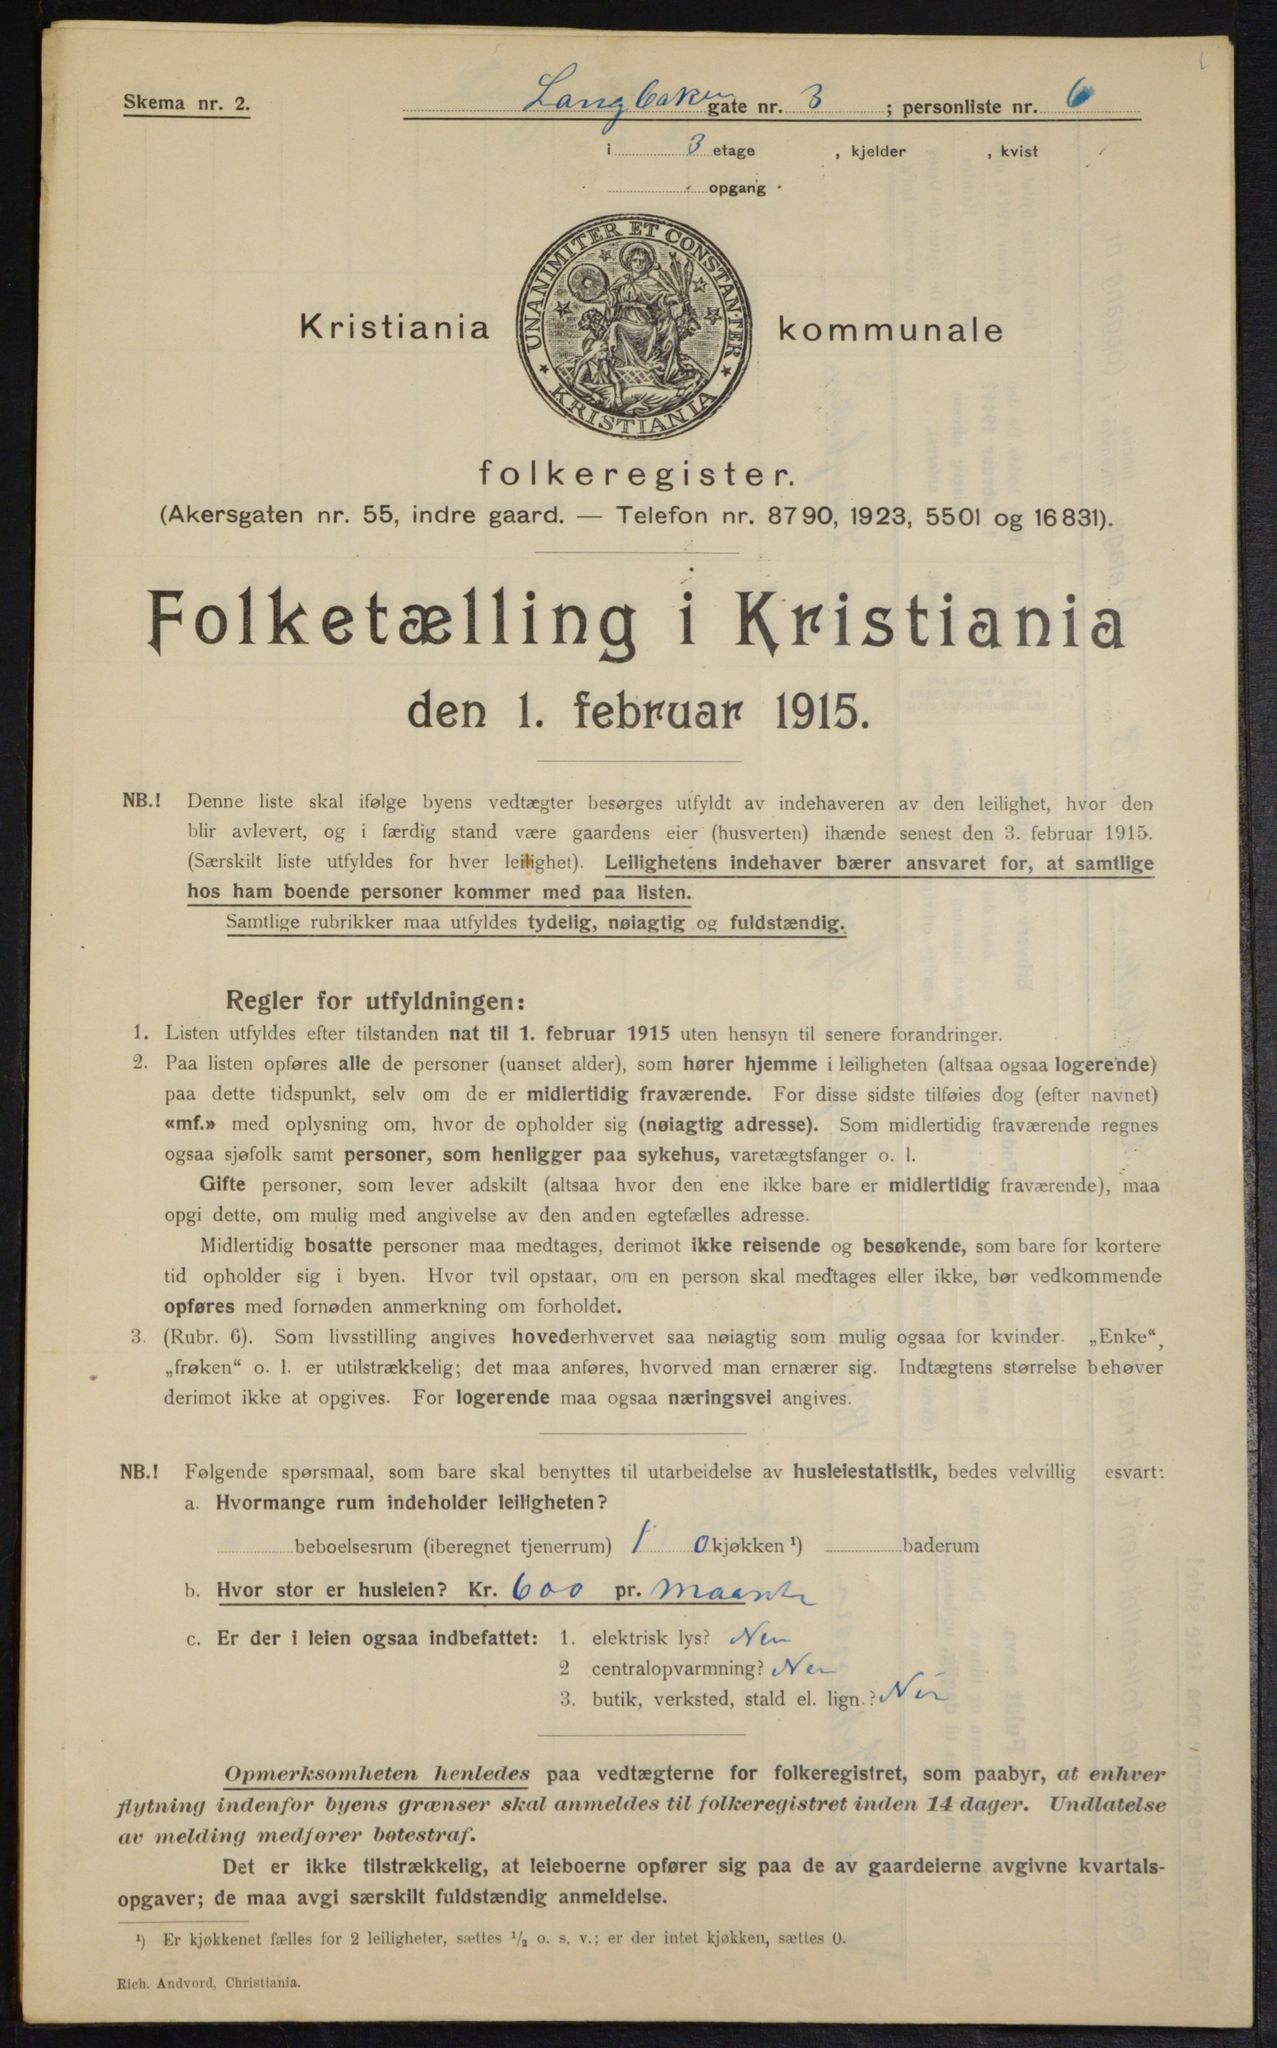 Skema nr. 2.
Langbaken gate nr. 3 ; personliste nr. 6
i 3 etage , kjelder , kvist
opgang
UNANIMITER ET CONSTANTER
KRISTIANIA
Kristiania kommunale
folkeregister.
(Akersgaten nr. 55, indre gaard. — Telefon nr. 8790, 1923, 5501 og 16831).
Folketælling i Kristiania
den 1. februar 1915.
NB.! Denne liste skal ifølge byens vedtægter besørges utfyldt av indehaveren av den leilighet, hvor den
blir avlevert, og i færdig stand være gaardens eier (husverten) ihænde senest den 3. februar 1915.
(Særskilt liste utfyldes for hver leilighet). Leilighetens indehaver bærer ansvaret for, at samtlige
hos ham boende personer kommer med paa listen.
Samtlige rubrikker maa utfyldes tydelig, nøiagtig og fuldstændig.
Regler for utfyldningen:
1. Listen utfyldes efter tilstanden nat til 1. februar 1915 uten hensyn til senere forandringer.
2. Paa listen opføres alle de personer (uanset alder), som hører hjemme i leiligheten (altsaa ogsaa logerende)
paa dette tidspunkt, selv om de er midlertidig fraværende. For disse sidste tilføies dog (efter navnet)
«mf.» med oplysning om, hvor de opholder sig (nøiagtig adresse). Som midlertidig fraværende regnes
ogsaa sjøfolk samt personer, som henligger paa sykehus, varetægtsfanger o. l.
Gifte personer, som lever adskilt (altsaa hvor den ene ikke bare er midlertidig fraværende), maa
opgi dette, om mulig med angivelse av den anden egtefælles adresse.
Midlertidig bosatte personer maa medtages, derimot ikke reisende og besøkende, som bare for kortere
tid opholder sig i byen. Hvor tvil opstaar, om en person skal medtages eller ikke, bør vedkommende
opføres med fornøden anmerkning om forholdet.
3. (Rubr. 6). Som livsstilling angives hovederhvervet saa nøiagtig som mulig ogsaa for kvinder. „Enke“,
„frøken“ o. l. er utilstrækkelig; det maa anføres, hvorved man ernærer sig. Indtægtens størrelse behøver
derimot ikke at opgives. For logerende maa ogsaa næringsvei angives.
NB.! Følgende spørsmaal, som bare skal benyttes til utarbeidelse av husleiestatistik, bedes velvillig esvart:
a. Hvormange rum indeholder leiligheten?
beboelsesrum (iberegnet tjenerrum) 1 0 kjøkken ¹) baderum
b. Hvor stor er husleien? Kr. 600 pr. Maaned
c. Er der i leien ogsaa indbefattet: 1. elektrisk lys? Nei
2 centralopvarmning? Nei
3. butik, verksted, stald el. lign.? Nei
Opmerksomheten henledes paa vedtægterne for folkeregistret, som paabyr, at enhver
flytning indenfor byens grænser skal anmeldes til folkeregistret inden 14 dager. Undlatelse
av melding medfører bøtestraf.
Det er ikke tilstrækkelig, at leieboerne opfører sig paa de av gaardeierne avgivne kvartals-
opgaver; de maa avgi særskilt fuldstændig anmeldelse.
¹) Er kjøkkenet fælles for 2 leiligheter, sættes ½ o. s. v.; er der intet kjøkken, sættes 0.
Rich. Andvord, Christiania.